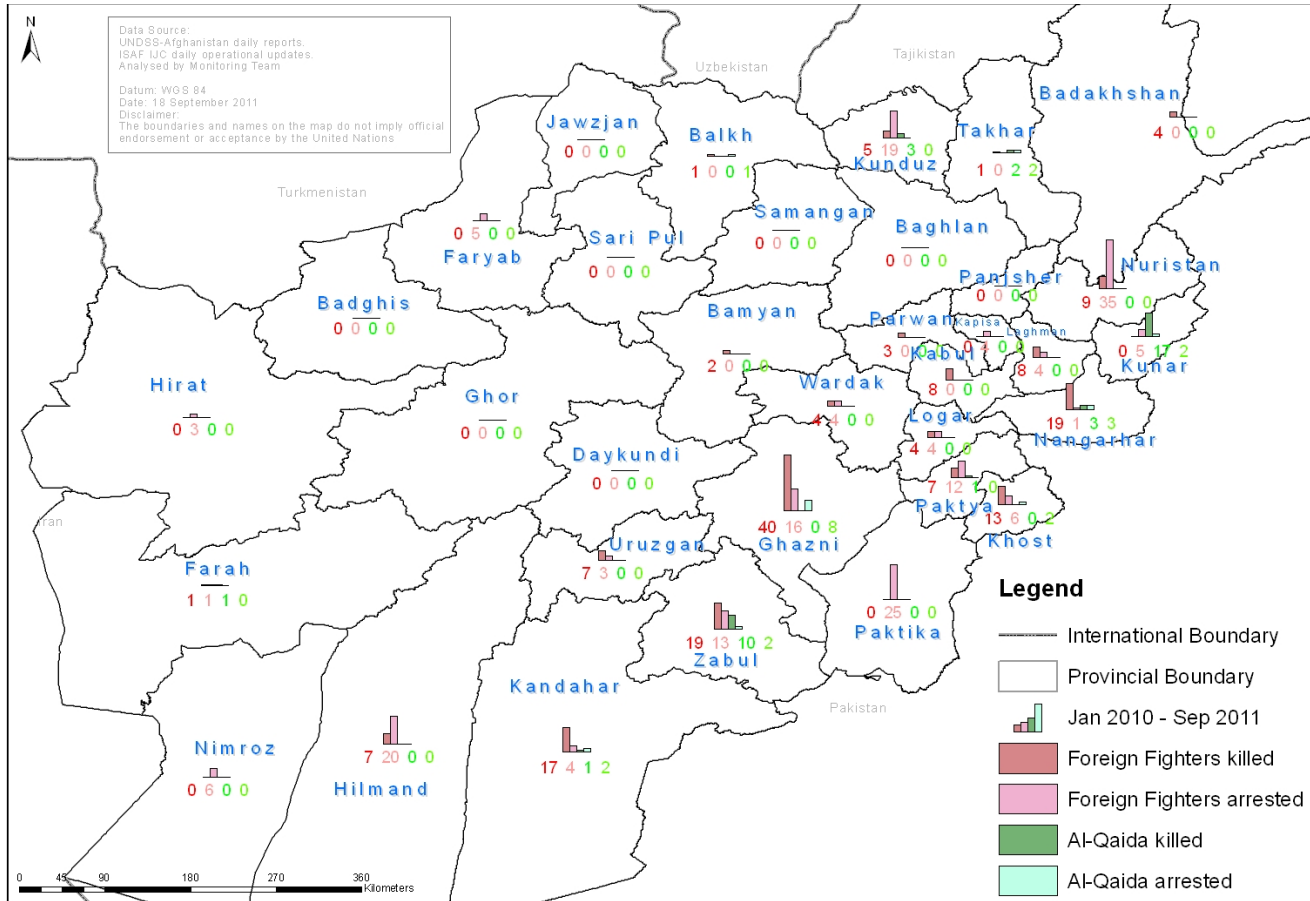 N
Data Source:
UNDSS-Afghanistan daily reports.
ISAF IJC daily operational updates.
Analysed by Monitoring Team
Datum: WGS 84
Date: 18 September 2011
Disclaimer:
The boundaries and names on the map do not imply official
endorsement or acceptance by the United Nations
Uzbekistan
Tajikistan
Turkmenistan
Iran
Pakistan
Jawzjan
0 0 0 0
Balkh
1 0 0 1
5 19 3 0
Kunduz
Takhar
1 0 2 2
Badakhshan
4 0 0 0
0 5 0 0
Faryab
Sari Pul
0 0 0 0
Samangan
0 0 0 0
Baghlan
0 0 0 0
Panjsher
0 0 0 0
Nuristan
9 35 0 0
Badghis
0 0 0 0
Bamyan
2 0 0 0
Parwan
3 0 0 0
Kapisa
0 4 0 0
Laghman
8 4 0 0
0 5 17 2
Kunar
Hirat
0 3 0 0
Ghor
0 0 0 0
Wardak
4 4 0 0
Kabul
8 0 0 0
19 1 3 3
Nangarhar
Logar
4 4 0 0
Daykundi
0 0 0 0
40 16 0 8
Ghazni
7 12 1 0
Paktya
13 6 0 2
Khost
Farah
1 1 1 0
Uruzgan
7 3 0 0
19 13 10 2
Zabul
0 25 0 0
Paktika
Nimroz
0 6 0 0
7 20 0 0
Hilmand
Kandahar
17 4 1 2
Legend
International Boundary
Provincial Boundary
Jan 2010 - Sep 2011
Foreign Fighters killed
Foreign Fighters arrested
Al-Qaida killed
Al-Qaida arrested
0 45 90 180 270 360
Kilometers